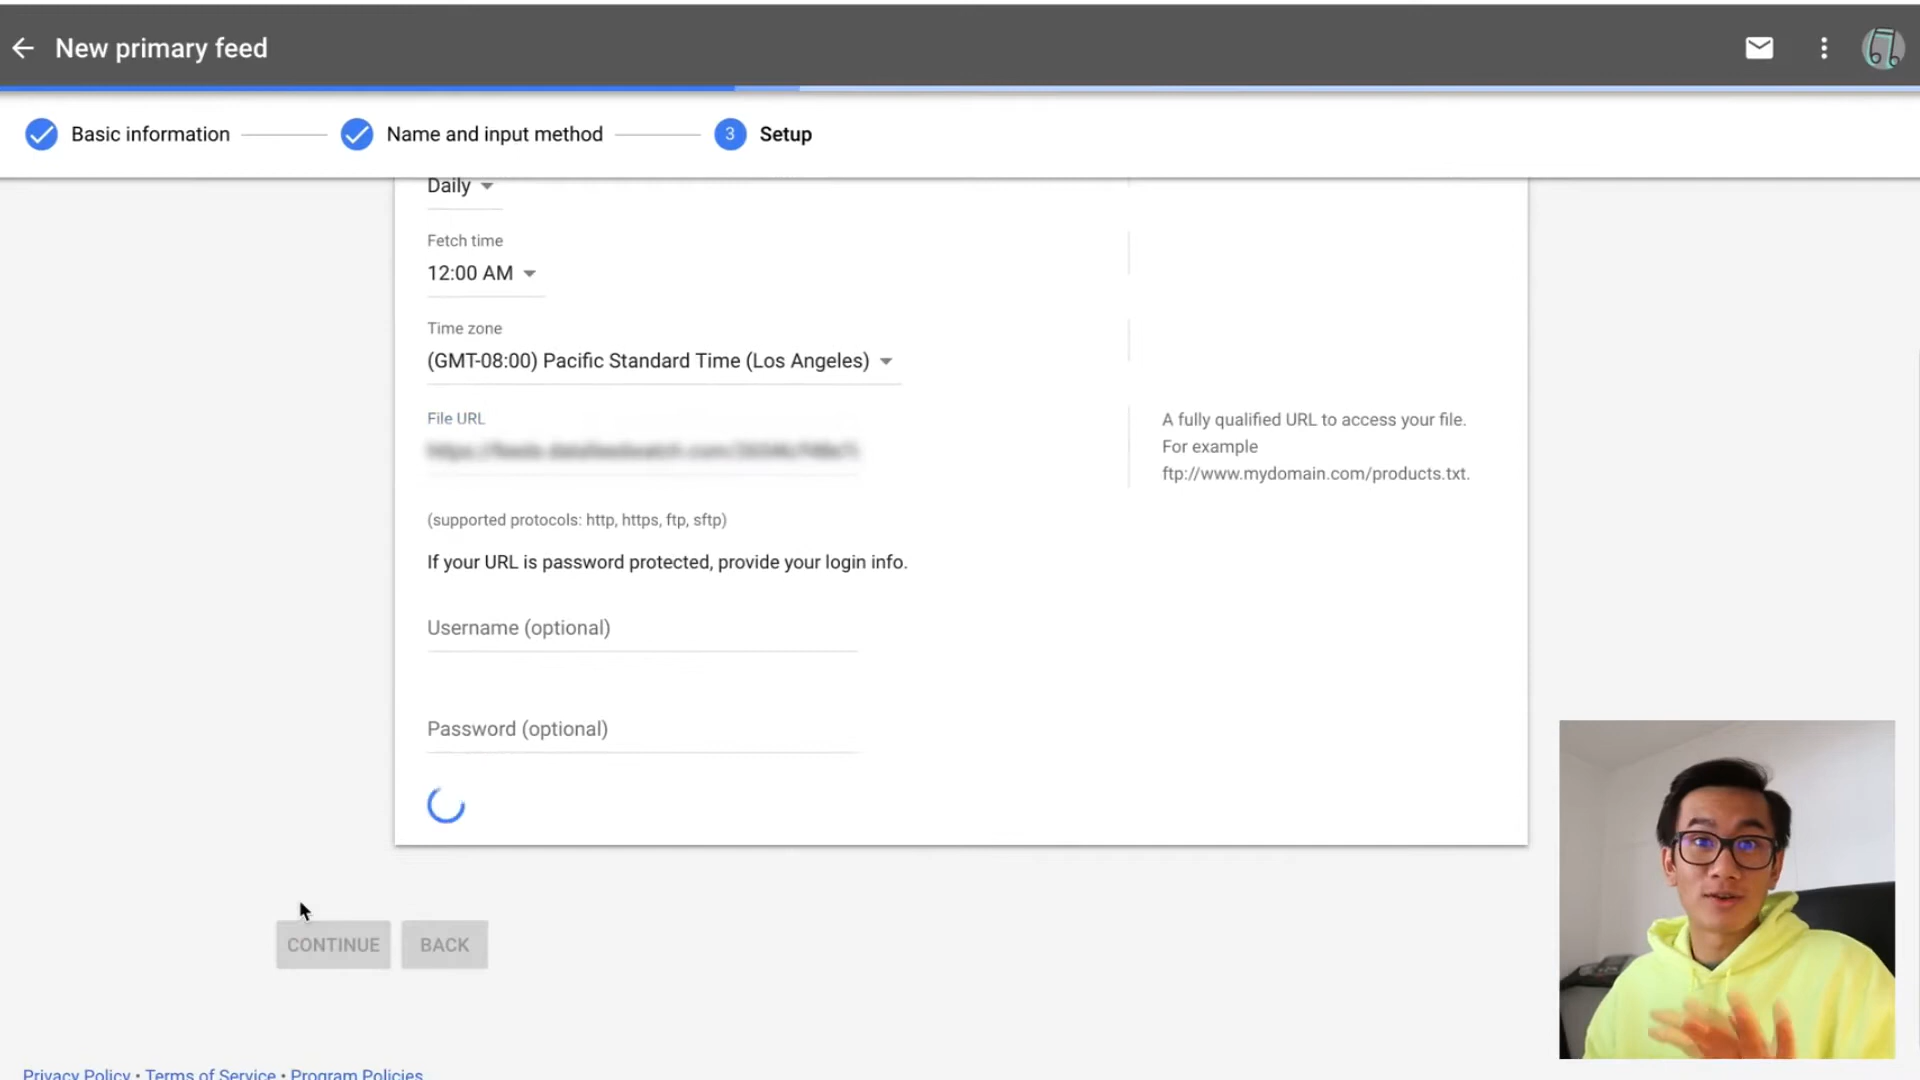 New primary feed
Basic information
Name and input method
3
Setup
Daily
Fetch time
12:00 AM
Time zone
(GMT-08:00) Pacific Standard Time (Los Angeles)
File URL
A fully qualified URL to access your file.
For example
ftp://www.mydomain.com/products.txt.
(supported protocols: http, https, ftp, sftp)
If your URL is password protected, provide your login info.
Username (optional)
Password (optional)
CONTINUE
BACK
Privacy Policy • Terms of Service • Program Policies